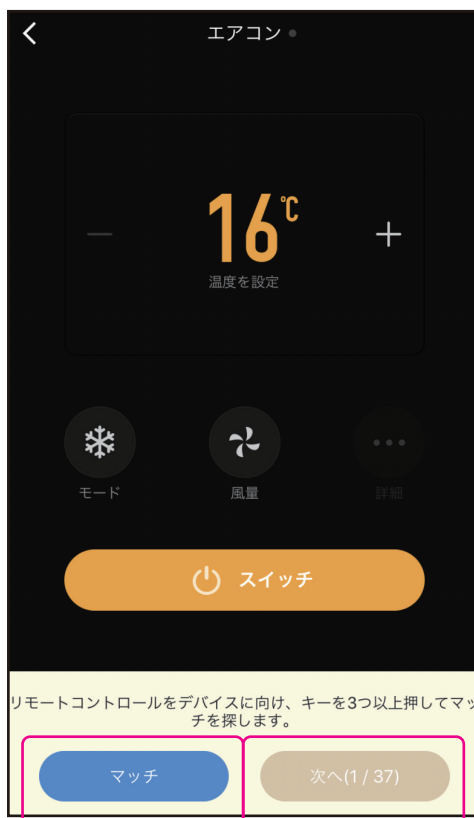 エアコン
16℃
温度を設定
モード
風量
詳細
スイッチ
リモートコントロールをデバイスに向け、キーを3つ以上押してマッ
チを探します。
マッチ
次へ(1 / 37)